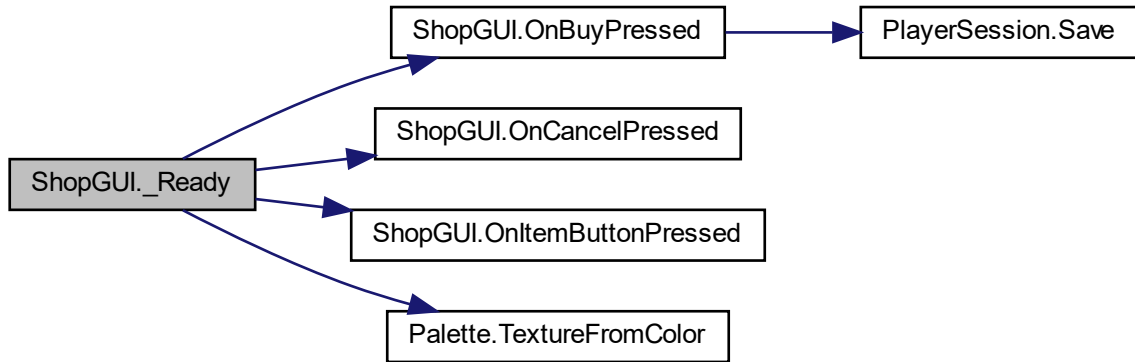 ShopGUI.OnBuyPressed
PlayerSession.Save
ShopGUI.OnCancelPressed
ShopGUI._Ready
ShopGUI.OnItemButtonPressed
Palette.TextureFromColor